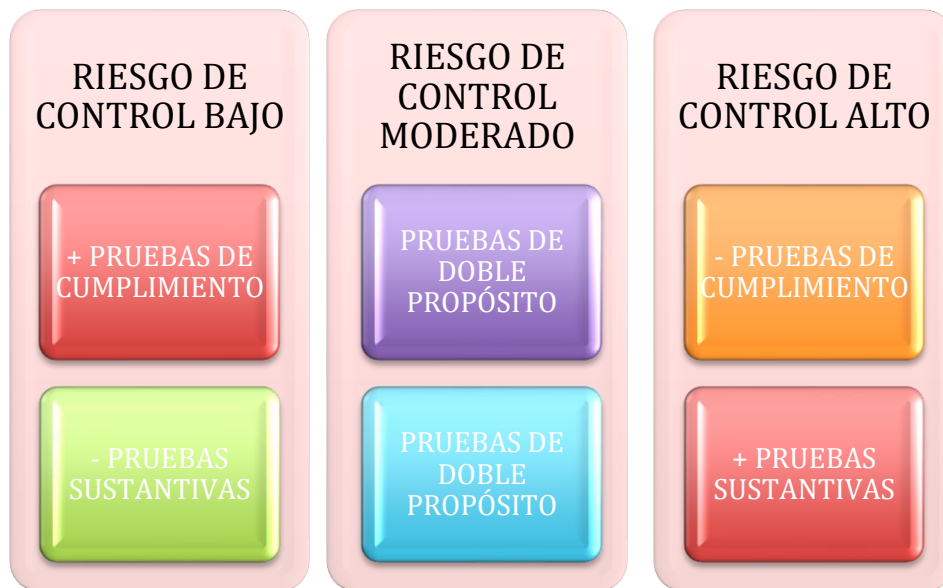 RIESGO DE
CONTROL BAJO
+ PRUEBAS DE
CUMPLIMIENTO
- PRUEBAS
SUSTANTIVAS
RIESGO DE
CONTROL
MODERADO
PRUEBAS DE
DOBLE
PROPÓSITO
PRUEBAS DE
DOBLE
PROPÓSITO
RIESGO DE
CONTROL ALTO
- PRUEBAS DE
CUMPLIMIENTO
+ PRUEBAS
SUSTANTIVAS